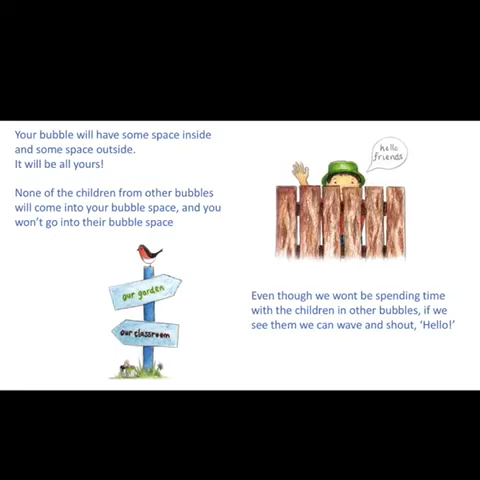 Your bubble will have some space inside
and some space outside.
It will be all yours!
None of the children from other bubbles
will come into your bubble space, and you
won't go into their bubble space
our garden
our classroom
hello
friends
Even though we wont be spending time
with the children in other bubbles, if we
see them we can wave and shout, 'Hello!'